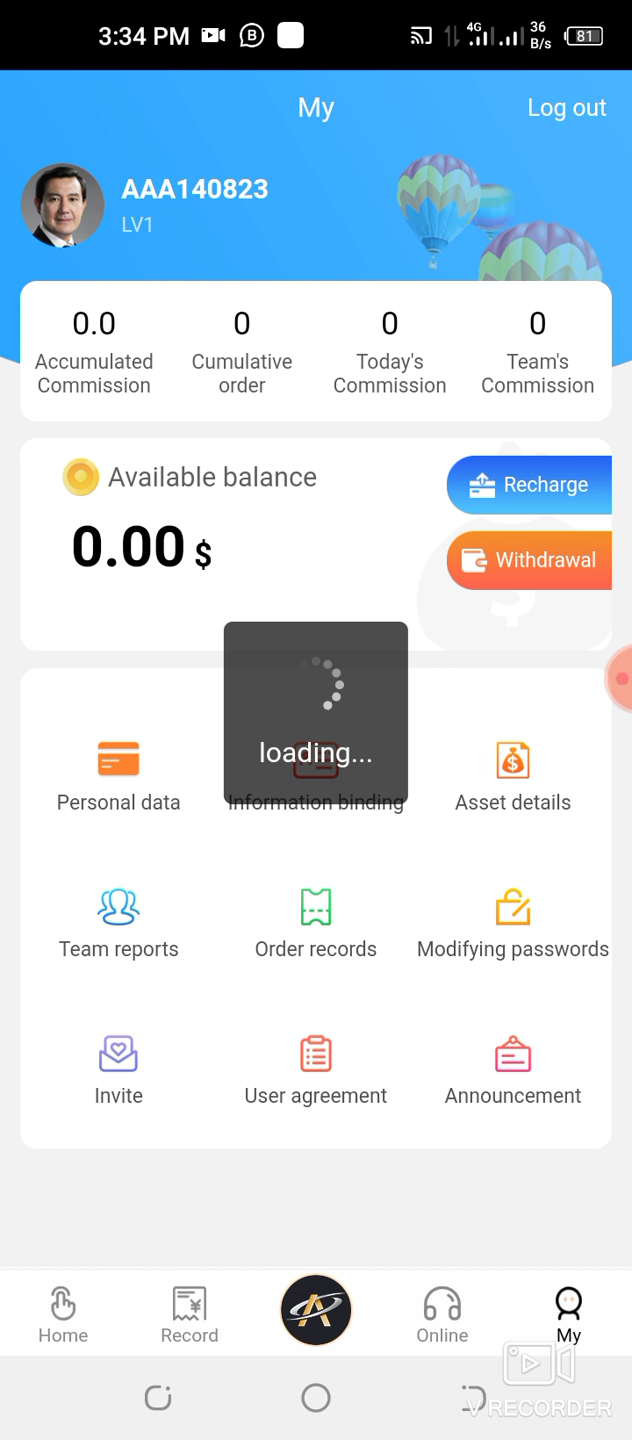 3:34 PM
B
4G
36
B/s
81
My
Log out
AAA140823
LV1
0.0
0
0
0
Accumulated
Commission
Cumulative
order
Today's
Commission
Team's
Commission
Available balance
Recharge
0.00 $
Withdrawal
loading...
Personal data
Information binding
Asset details
Team reports
Order records
Modifying passwords
Invite
User agreement
Announcement
Home
Record
Online
My
V RECORDER